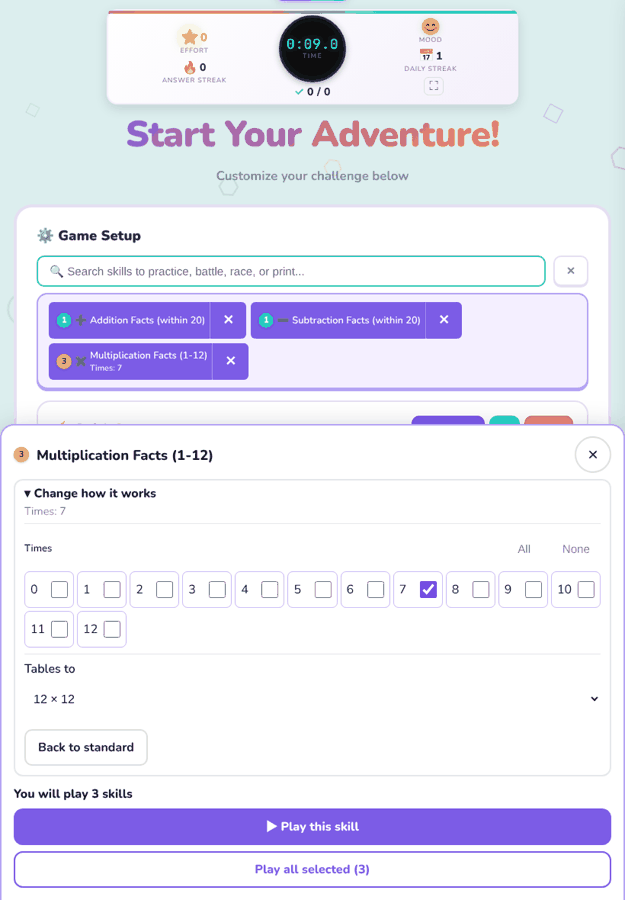 0
EFFORT
0
ANSWER STREAK
0:09.0
TIME
✓ 0 / 0
MOOD
1
DAILY STREAK
Start Your Adventure!
Customize your challenge below
Game Setup
Search skills to practice, battle, race, or print...
×
1 Addition Facts (within 20) ×
1 Subtraction Facts (within 20) ×
3 Multiplication Facts (1-12) ×
Times: 7
3 Multiplication Facts (1-12)
×
▾ Change how it works
Times: 7
Times All None
0 1 2 3 4 5 6 7 8 9 10
11 12
Tables to
12 × 12
Back to standard
You will play 3 skills
▶ Play this skill
Play all selected (3)